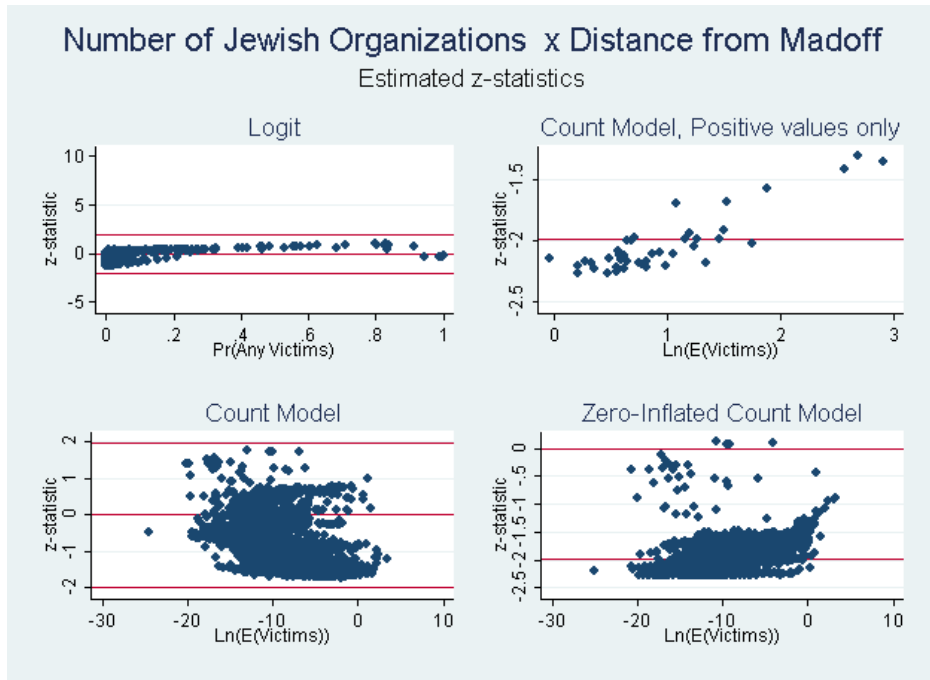 Number of Jewish Organizations x Distance from Madoff
Estimated z-statistics
Logit
z-statistic
10
5
0
-5
0 .2 .4 .6 .8 1
Pr(Any Victims)
Count Model, Positive values only
z-statistic
-1.5
-2
-2.5
0 1 2 3
Ln(E(Victims))
Count Model
z-statistic
2
1
0
-1
-2
-30 -20 -10 0 10
Ln(E(Victims))
Zero-Inflated Count Model
z-statistic
0
-.5
-1
-1.5
-2
-2.5
-30 -20 -10 0 10
Ln(E(Victims))